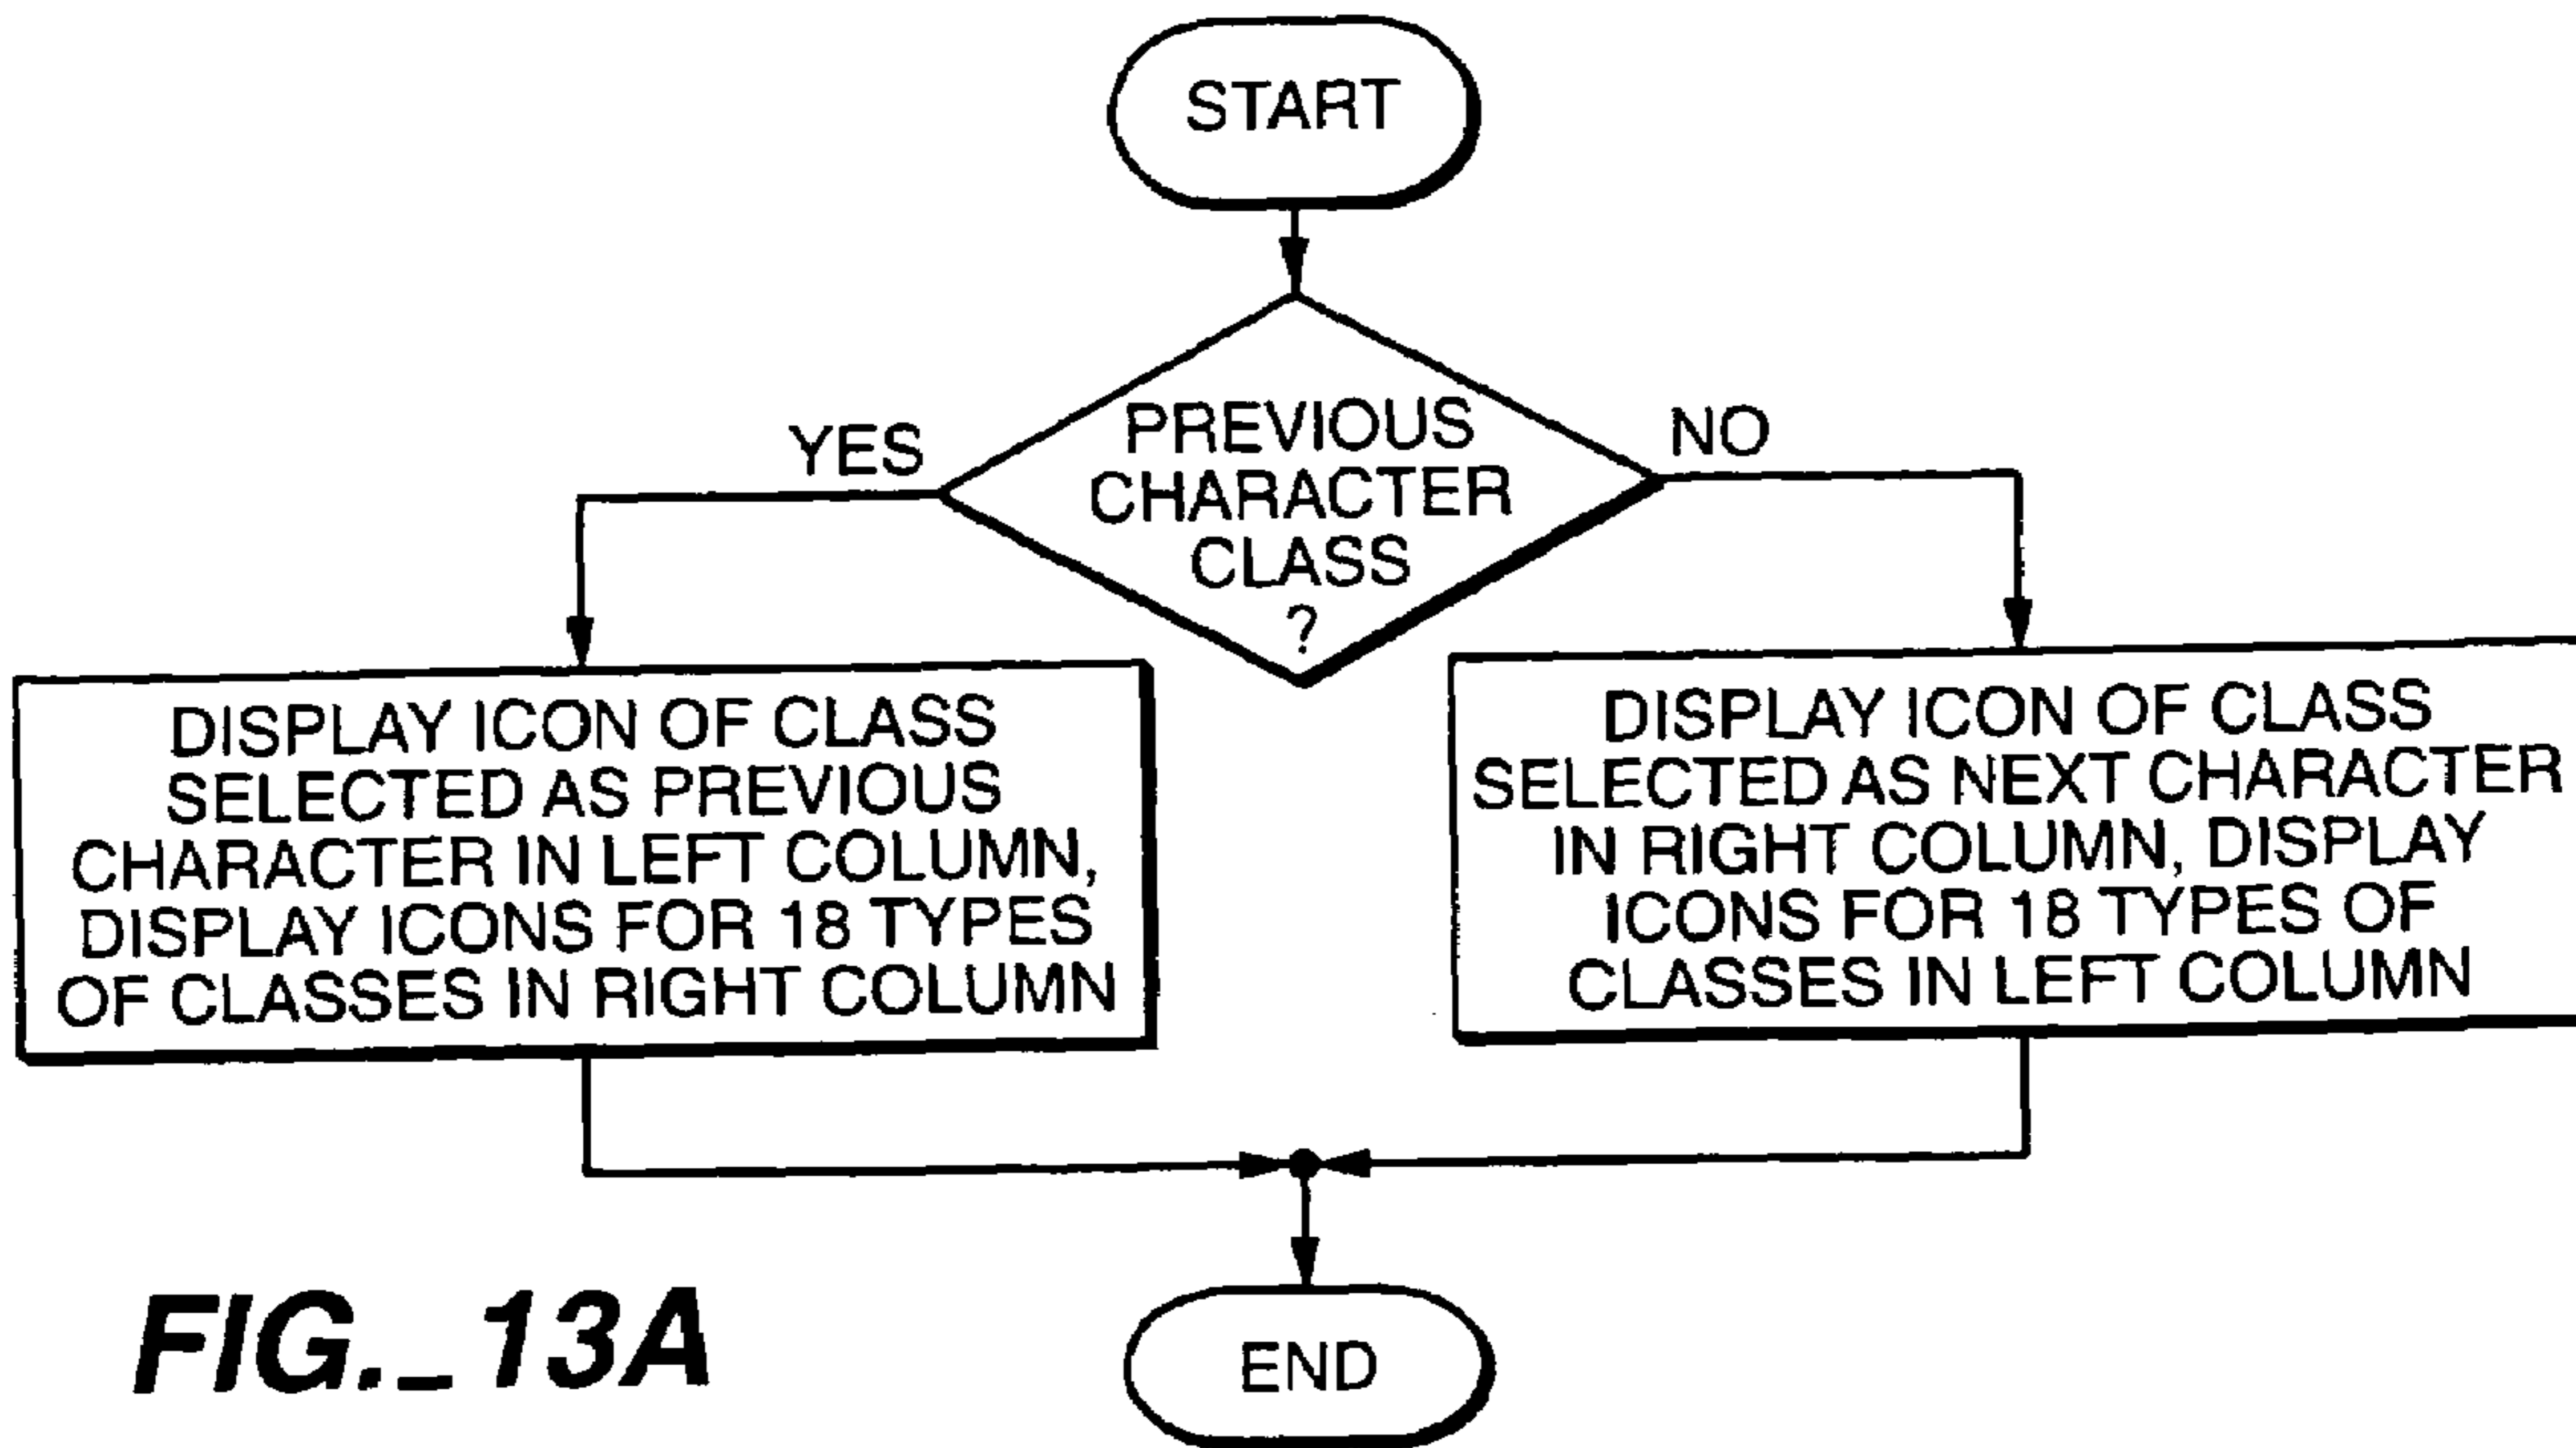 START
PREVIOUS
CHARACTER
CLASS
?
YES
NO
DISPLAY ICON OF CLASS
SELECTED AS PREVIOUS
CHARACTER IN LEFT COLUMN,
DISPLAY ICONS FOR 18 TYPES
OF CLASSES IN RIGHT COLUMN
DISPLAY ICON OF CLASS
SELECTED AS NEXT CHARACTER
IN RIGHT COLUMN, DISPLAY
ICONS FOR 18 TYPES OF
CLASSES IN LEFT COLUMN
END
FIG._13A